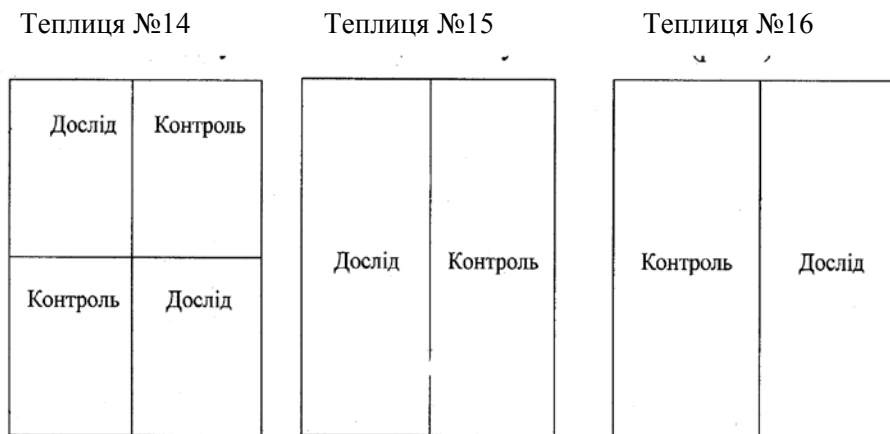 Теплиця №14 Теплиця №15 Теплиця №16
Дослід Контроль
Дослід Контроль Контроль Дослід
Контроль Дослід